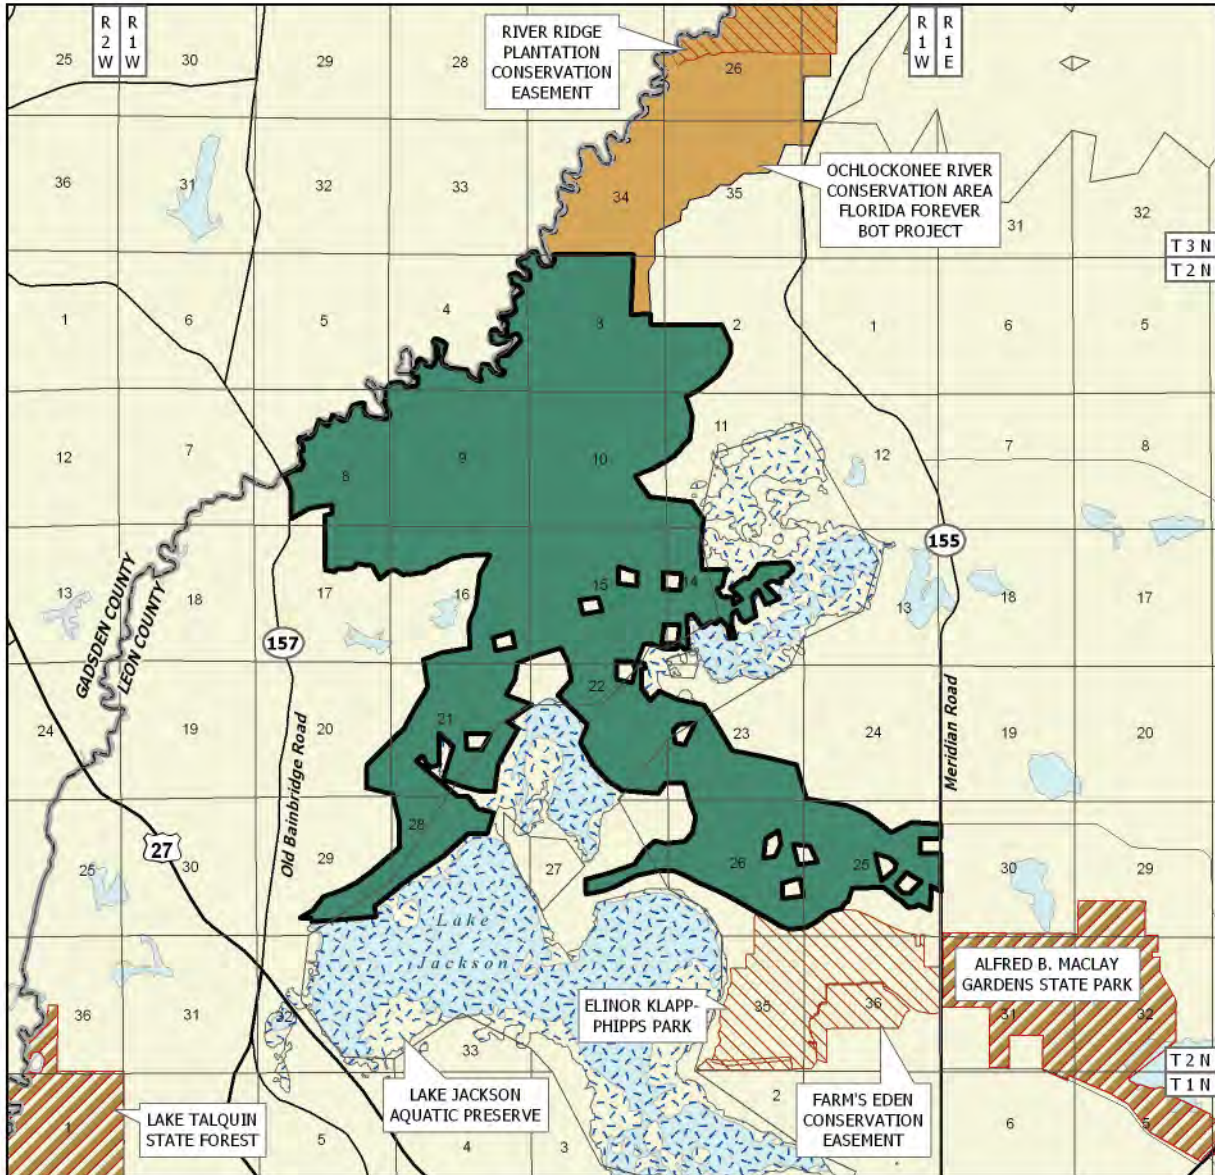 R R
2 1
W W
RIVER RIDGE
PLANTATION
CONSERVATION
EASEMENT
R R
1 1
W E
25 30 29 28 26
OCHLOCKONEE RIVER
CONSERVATION AREA
FLORIDA FOREVER
BOT PROJECT
36 31 32 33 34 35 31 32
T 3 N
T 2 N
1 6 5 4 3 2 1 6 5
12 7 8 9 10 11 12 7 8
155
13 18 17 16 15 14 13 18 17
GADSDEN COUNTY
LEON COUNTY
157
24 19 20 21 22 23 24 19 20
Old Bainbridge Road
Meridian Road
27
25 30 29 28 27 26 25 30 29
Lake
Jackson
ALFRED B. MACLAY
GARDENS STATE PARK
ELINOR KLAPP-
PHIPPS PARK
36 31 32 33 35 36 31 32
LAKE JACKSON
AQUATIC PRESERVE
FARM'S EDEN
CONSERVATION
EASEMENT
T 2 N
T 1 N
LAKE TALQUIN
STATE FOREST
1 5 4 3 2 6 5